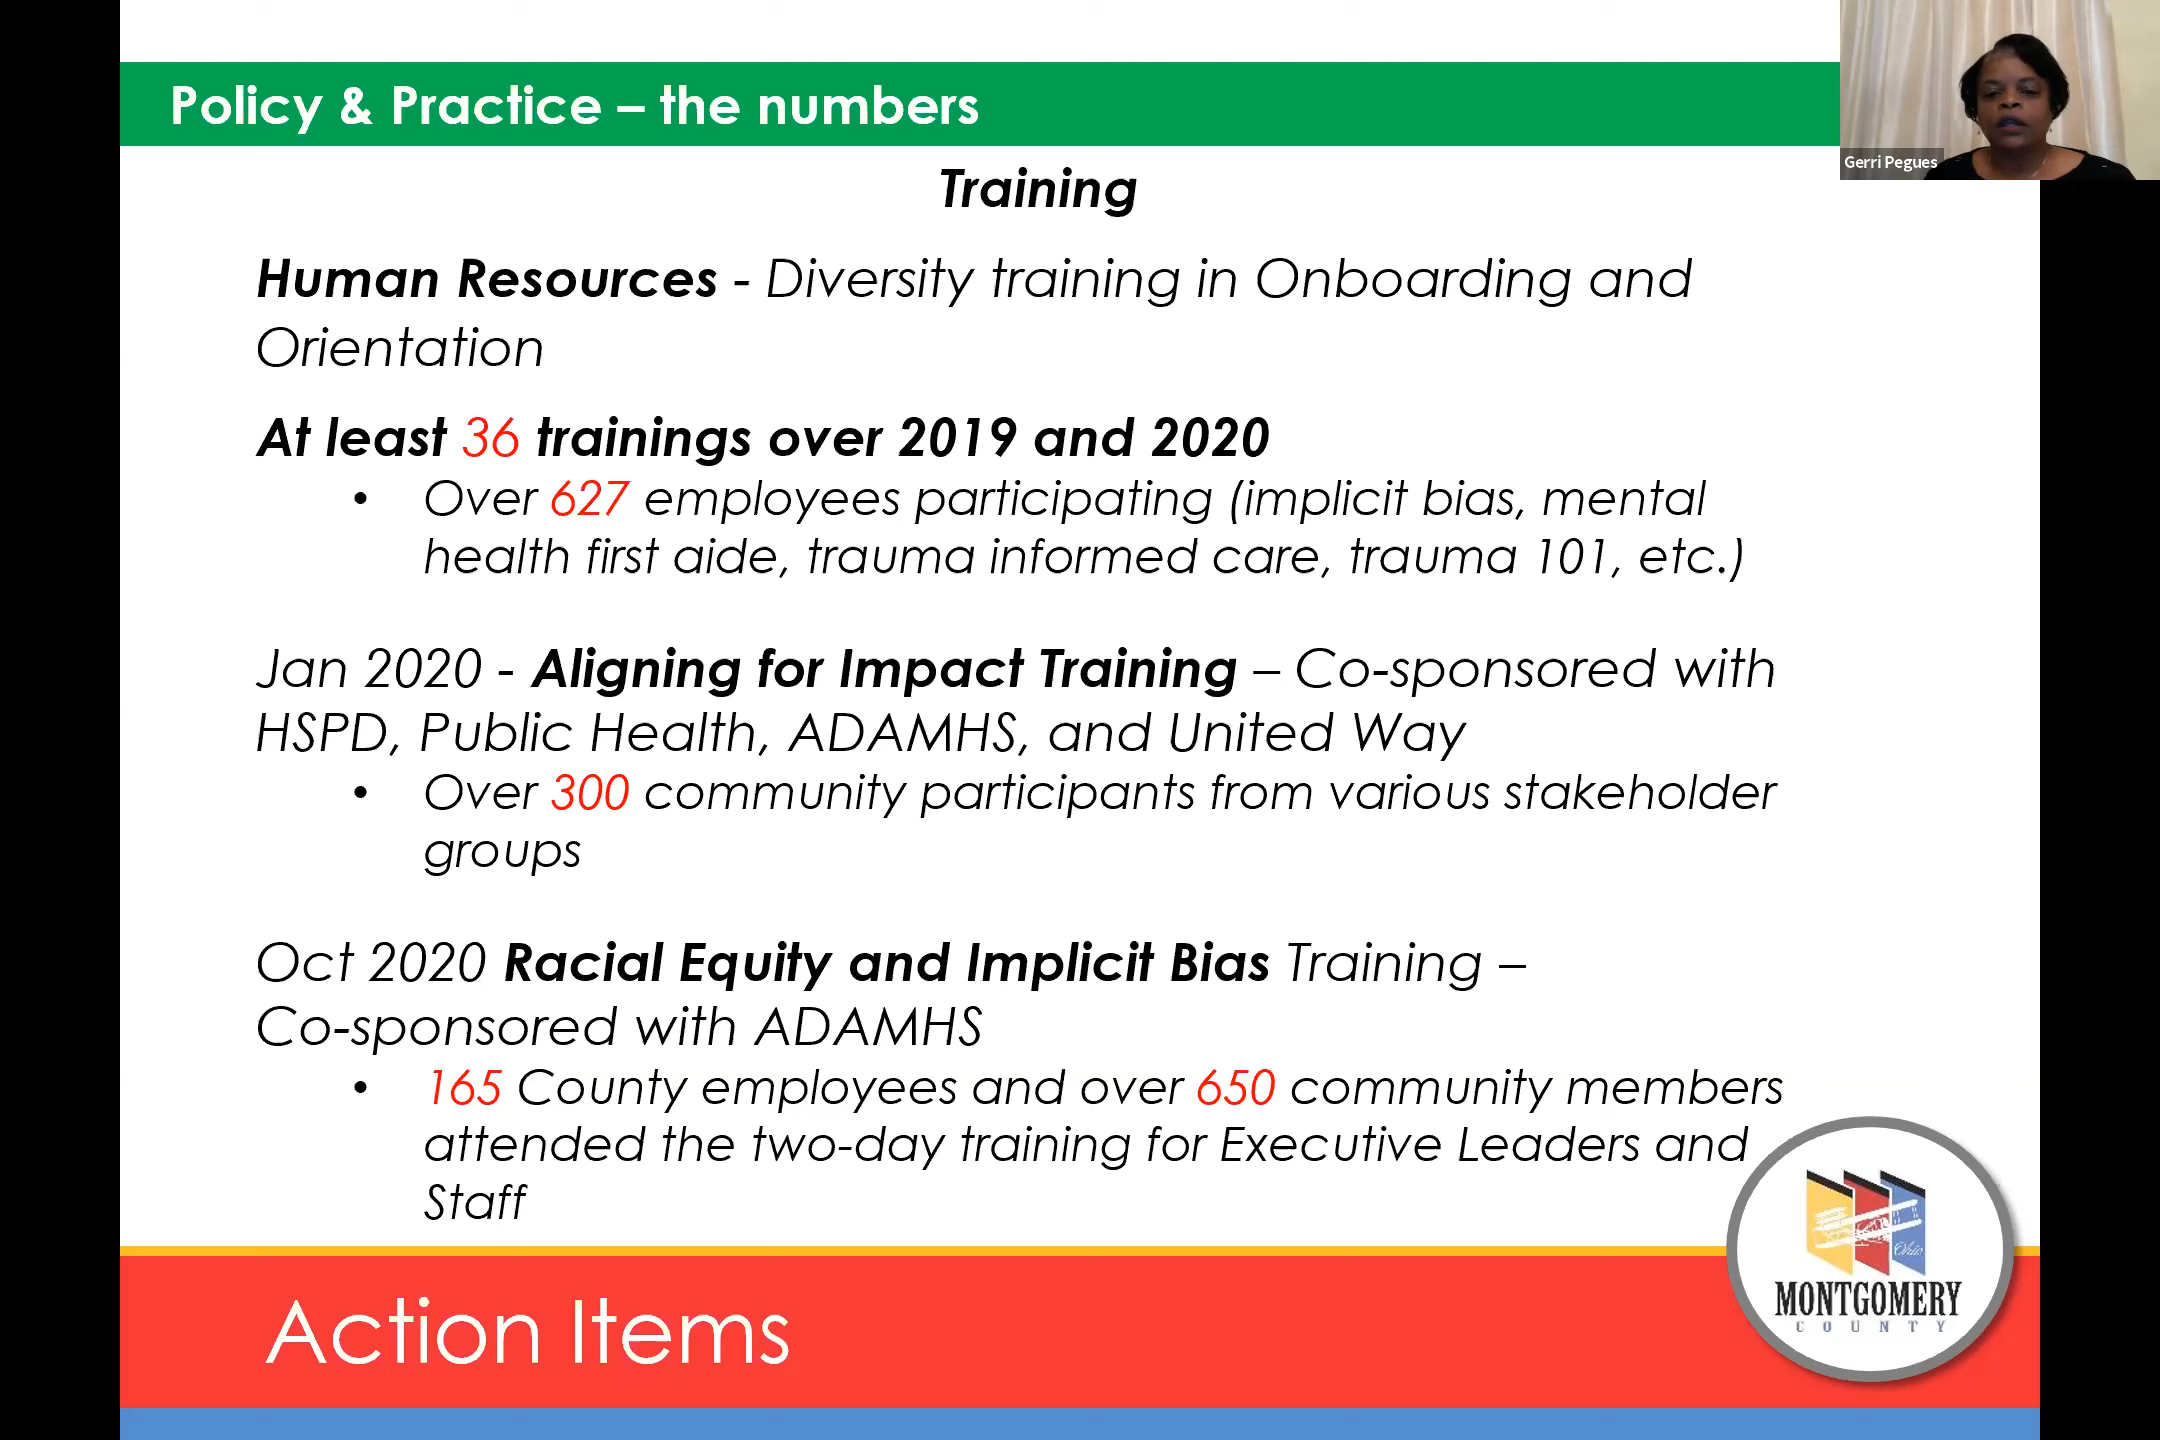 Policy & Practice – the numbers
Gerri Pegues
Training
Human Resources - Diversity training in Onboarding and
Orientation
At least 36 trainings over 2019 and 2020
• Over 627 employees participating (implicit bias, mental
health first aide, trauma informed care, trauma 101, etc.)
Jan 2020 - Aligning for Impact Training – Co-sponsored with
HSPD, Public Health, ADAMHS, and United Way
• Over 300 community participants from various stakeholder
groups
Oct 2020 Racial Equity and Implicit Bias Training –
Co-sponsored with ADAMHS
• 165 County employees and over 650 community members
attended the two-day training for Executive Leaders and
Staff
Action Items
Ohio
MONTGOMERY
COUNTY